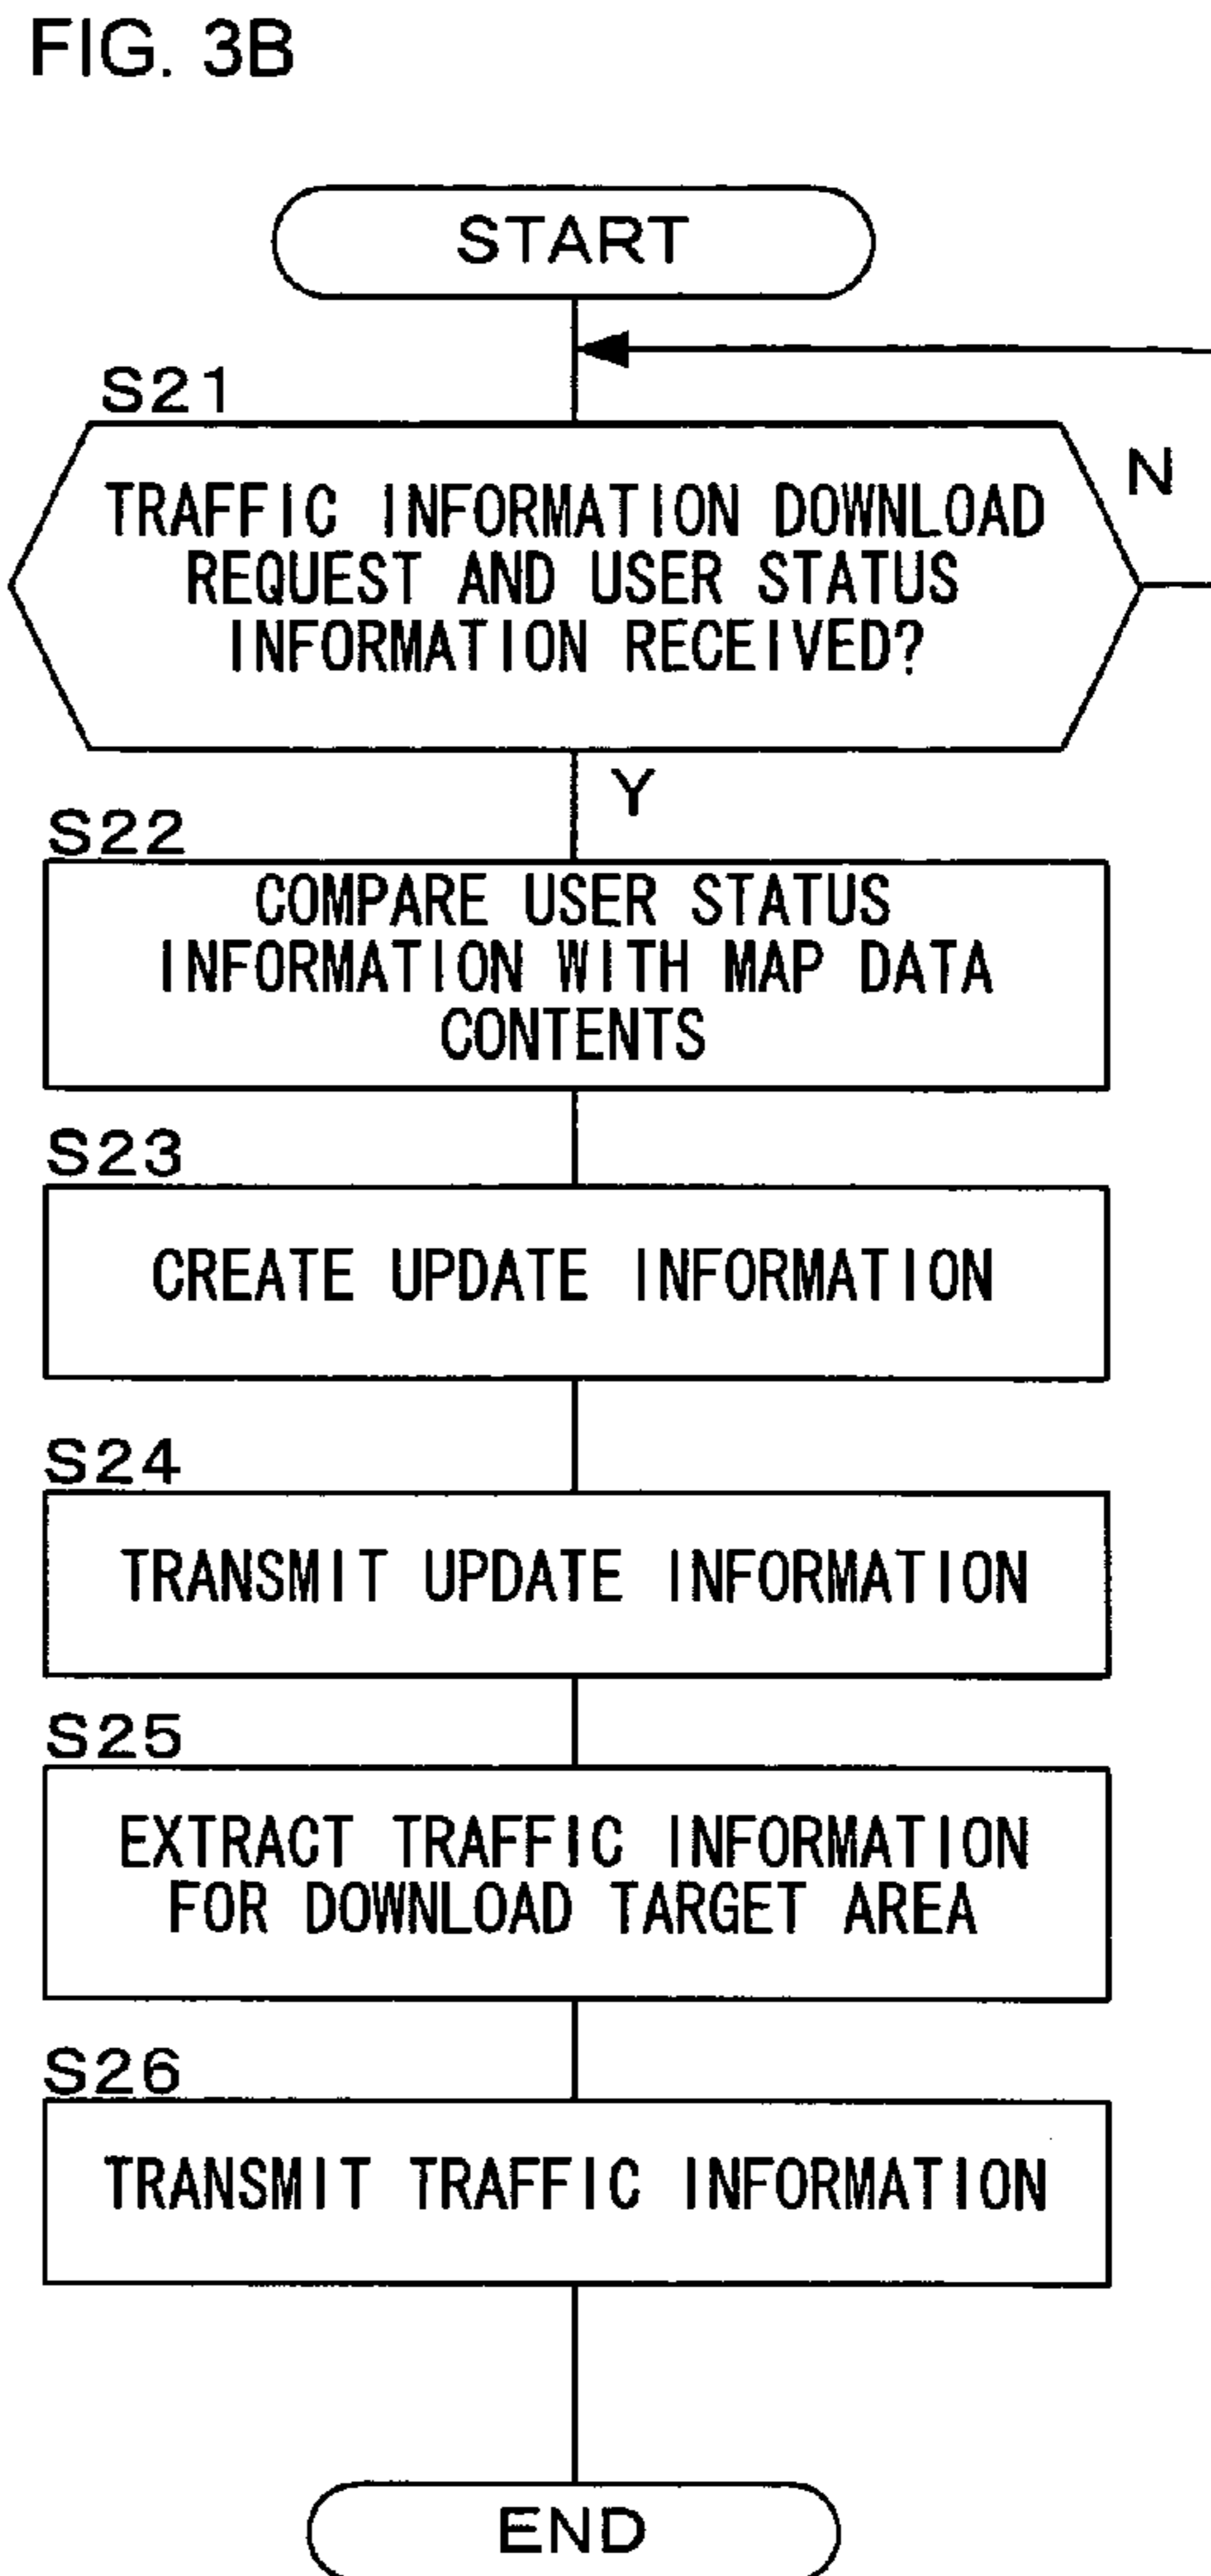 FIG. 3B
START
S21
TRAFFIC INFORMATION DOWNLOAD
REQUEST AND USER STATUS
INFORMATION RECEIVED?
N
Y
S22
COMPARE USER STATUS
INFORMATION WITH MAP DATA
CONTENTS
S23
CREATE UPDATE INFORMATION
S24
TRANSMIT UPDATE INFORMATION
S25
EXTRACT TRAFFIC INFORMATION
FOR DOWNLOAD TARGET AREA
S26
TRANSMIT TRAFFIC INFORMATION
END